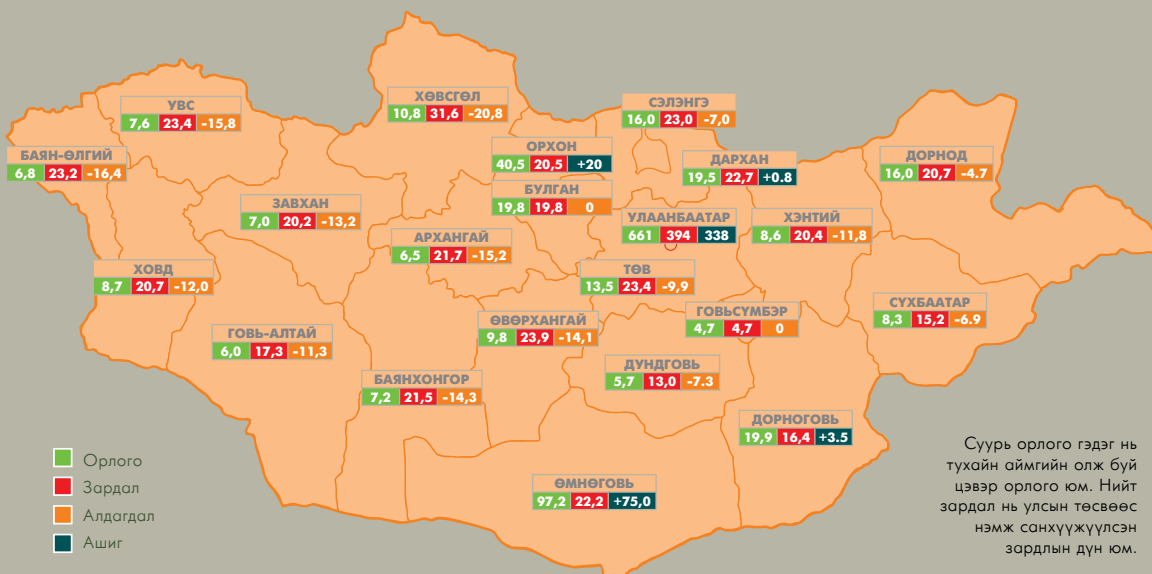 ХӨВСГӨЛ
10,8 31,6 -20,8
УВС
7,6 23,4 -15,8
СЭЛЭНГЭ
16,0 23,0 -7,0
ОРХОН
40,5 20,5 +20
БАЯН-ӨЛГИЙ
6,8 23,2 -16,4
ДАРХАН
19,5 22,7 +0.8
ДОРНОД
16,0 20,7 -4.7
БУЛГАН
19,8 19,8 0
ЗАВХАН
7,0 20,2 -13,2
УЛААНБААТАР
661 394 338
ХЭНТИЙ
8,6 20,4 -11,8
АРХАНГАЙ
6,5 21,7 -15,2
ХОВД
8,7 20,7 -12,0
ТӨВ
13,5 23,4 -9,9
СҮХБААТАР
8,3 15,2 -6.9
ГОВЬСҮМБЭР
4,7 4,7 0
ӨВӨРХАНГАЙ
9,8 23,9 -14,1
ГОВЬ-АЛТАЙ
6,0 17,3 -11,3
ДУНДГОВЬ
5,7 13,0 -7.3
БАЯНХОНГОР
7,2 21,5 -14,3
ДОРНОГОВЬ
19,9 16,4 +3.5
ӨМНӨГОВЬ
97,2 22,2 +75,0
Орлого
Зардал
Алдагдал
Ашиг
Суурь орлого гэдэг нь
тухайн аймгийн олж буй
цэвэр орлого юм. Нийт
зардал нь улсын төсвөөс
нэмж санхүүжүүлсэн
зардлын дүн юм.